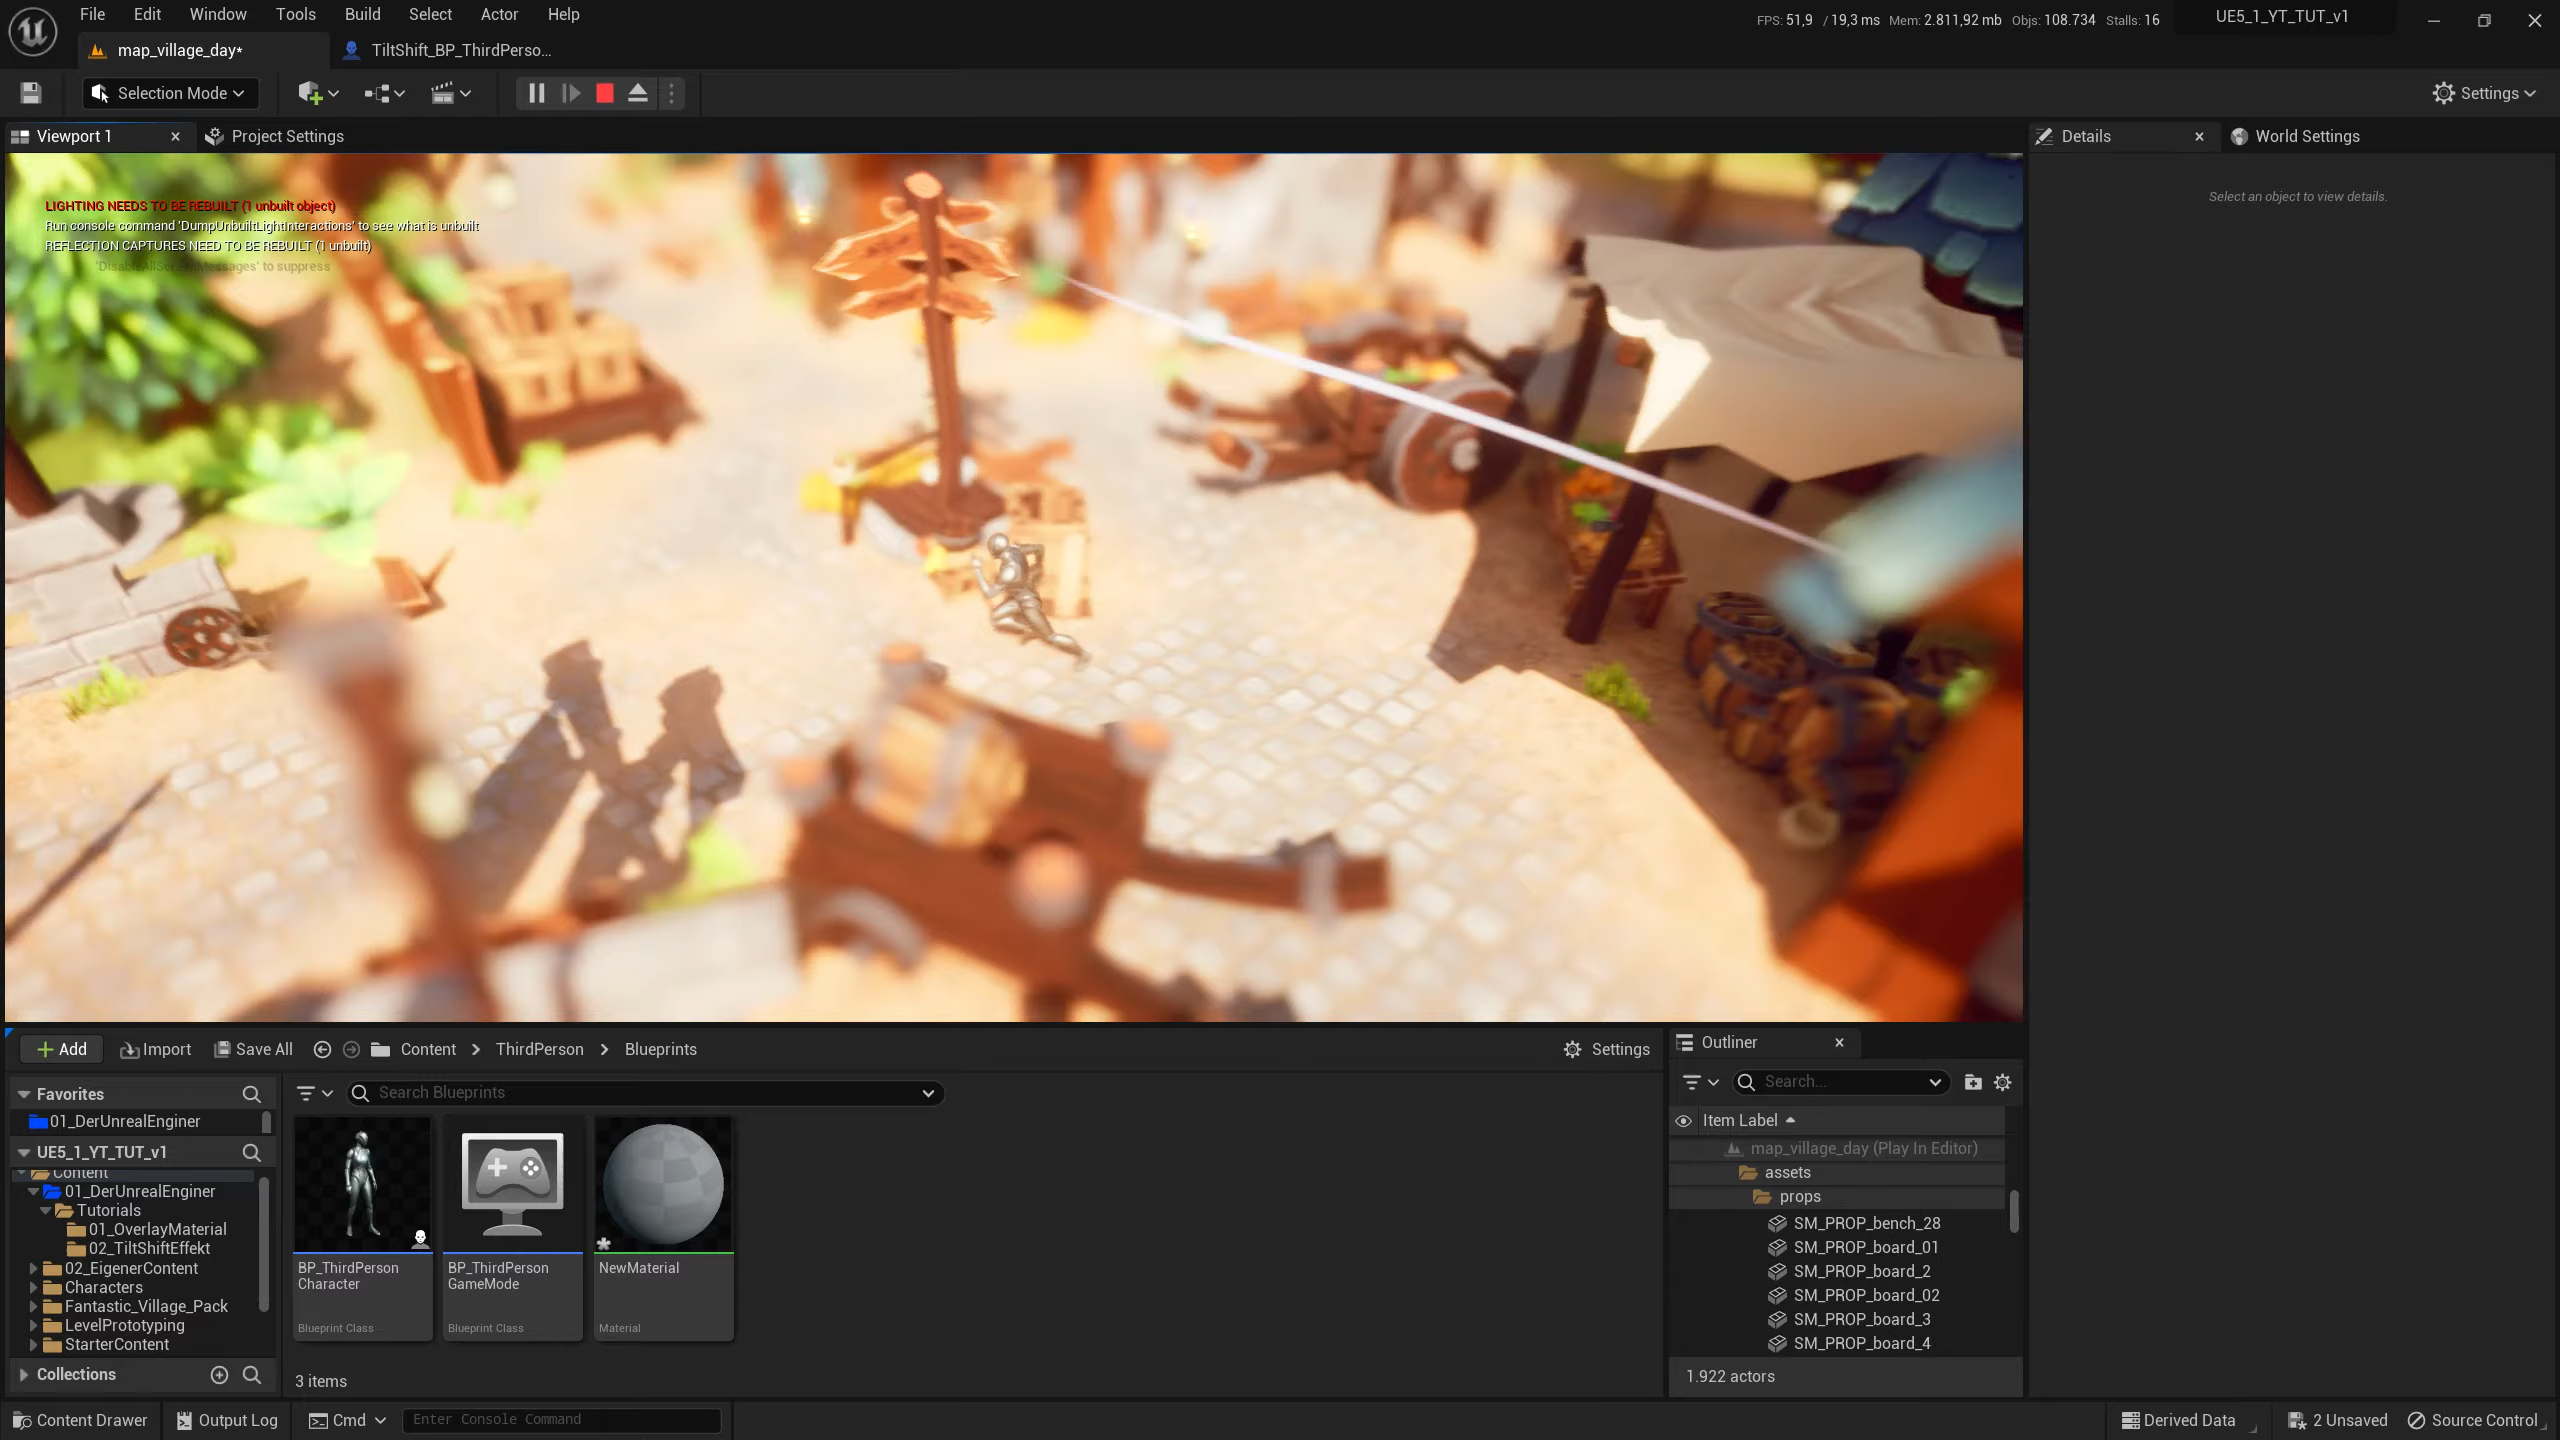 File Edit Window Tools Build Select Actor Help
FPS: 51,9 / 19,3 ms Mem: 2.811,92 mb Objs: 108.734 Stalls: 16
UE5_1_YT_TUT_v1
map_village_day*
TiltShift_BP_ThirdPerso...
Selection Mode
Settings
Viewport 1
Project Settings
Details
World Settings
LIGHTING NEEDS TO BE REBUILT (1 unbuilt object)
Run console command 'DumpUnbuiltLightInteractions' to see what is unbuilt
REFLECTION CAPTURES NEED TO BE REBUILT (1 unbuilt)
'DisableAllScreenMessages' to suppress
Select an object to view details.
Add
Import
Save All
Content > ThirdPerson > Blueprints
Settings
Favorites
01_DerUnrealEnginer
UE5_1_YT_TUT_v1
Content
01_DerUnrealEnginer
Tutorials
01_OverlayMaterial
02_TiltShiftEffekt
02_EigenerContent
Characters
Fantastic_Village_Pack
LevelPrototyping
StarterContent
Collections
Search Blueprints
BP_ThirdPerson
Character
Blueprint Class
BP_ThirdPerson
GameMode
Blueprint Class
NewMaterial
Material
3 items
Outliner
Search...
Item Label
map_village_day (Play In Editor)
assets
props
SM_PROP_bench_28
SM_PROP_board_01
SM_PROP_board_2
SM_PROP_board_02
SM_PROP_board_3
SM_PROP_board_4
1.922 actors
Content Drawer
Output Log
Cmd
Enter Console Command
Derived Data
2 Unsaved
Source Control